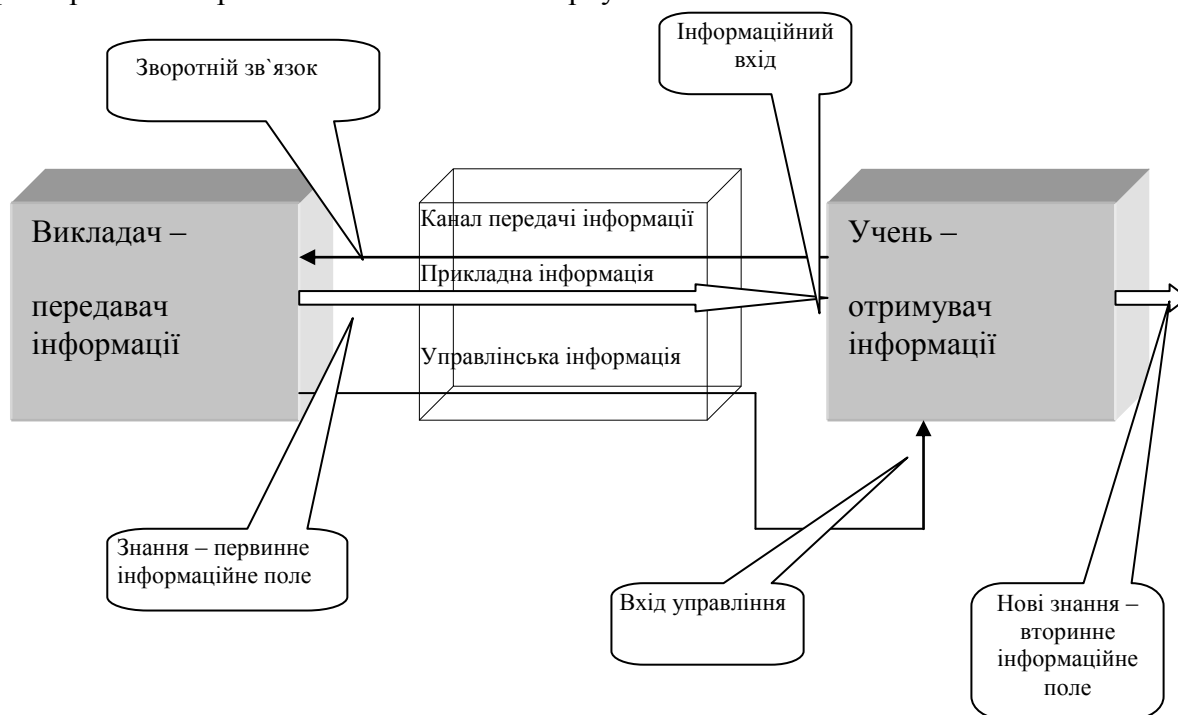 Зворотній зв`язок
Інформаційний
вхід
Викладач –
передавач
інформації
Канал передачі інформації
Прикладна інформація
Управлінська інформація
Учень –
отримувач
інформації
Знання – первинне
інформаційне поле
Вхід управління
Нові знання –
вторинне
інформаційне
поле